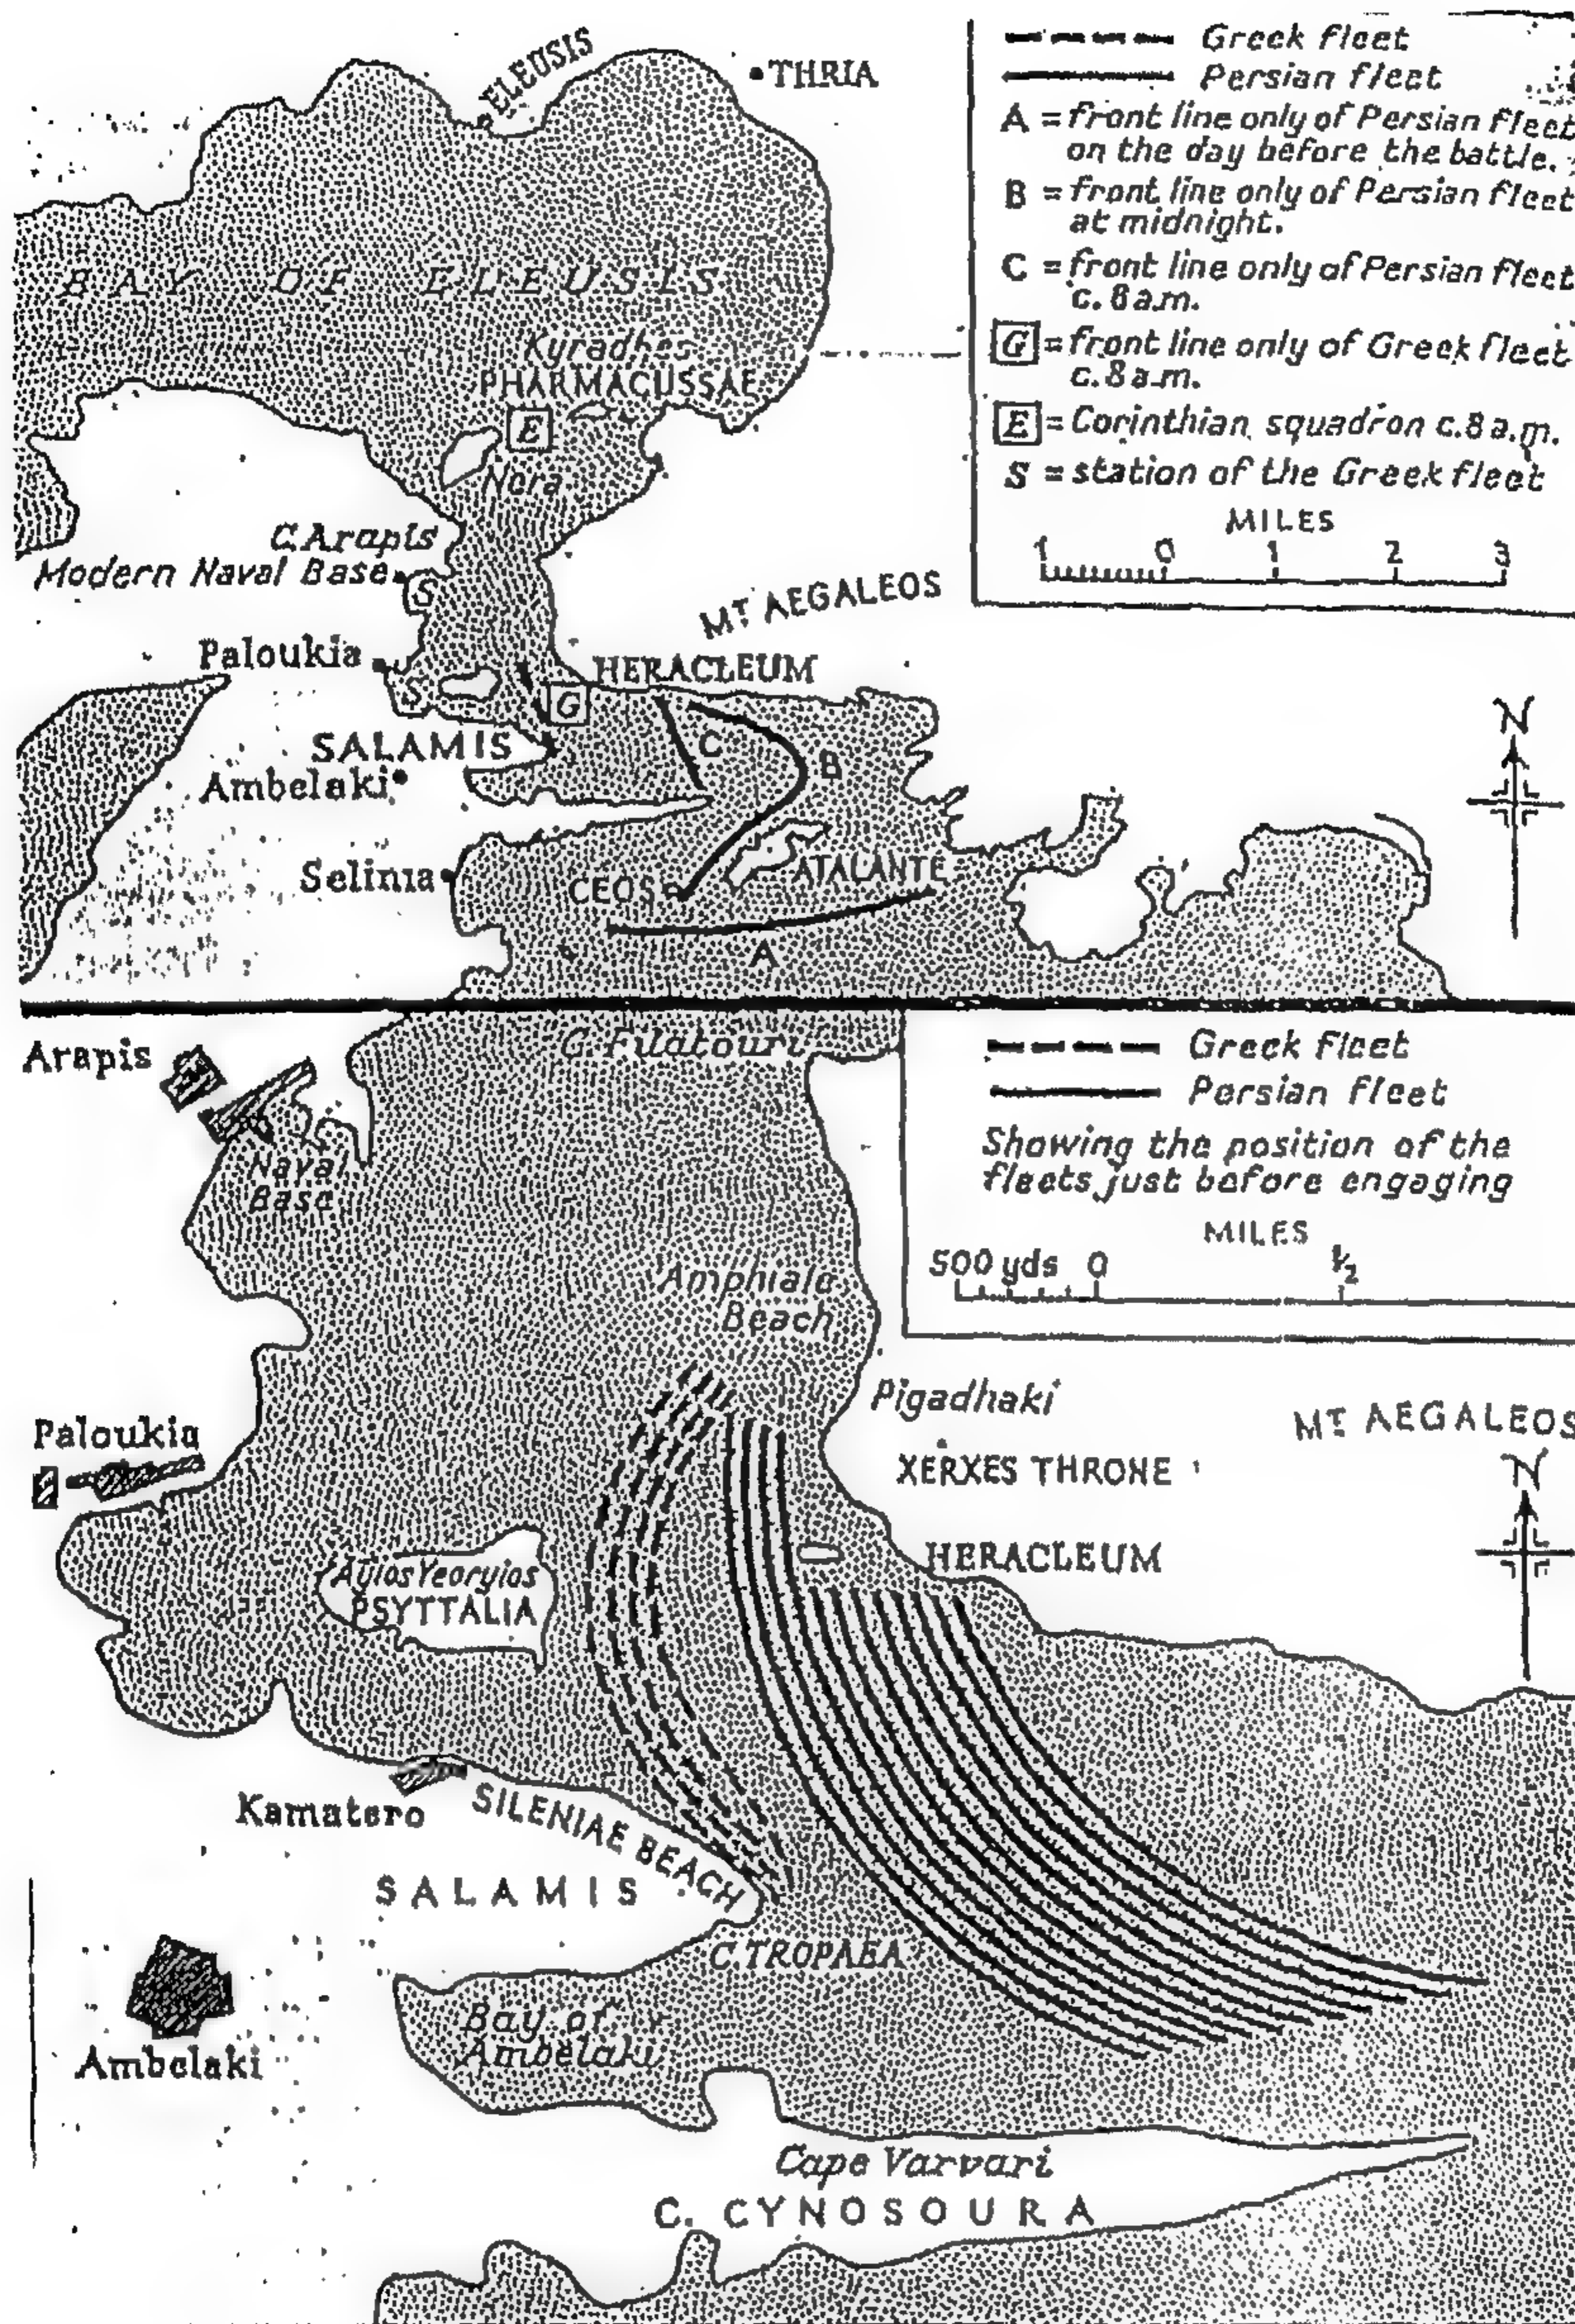 ELEUSIS
THRIA
BAY OF ELEUSIS
Kyradhes
PHARMACUSSAE
E
Nora
C. Arapis
Modern Naval Base
S
MT AEGALEOS
Paloukia
HERACLEUM
S
G
SALAMIS
C
B
Ambelaki
Selinia
CEOS
ATALANTE
A
Greek fleet
Persian fleet
A = front line only of Persian fleet
on the day before the battle.
B = front line only of Persian fleet
at midnight.
C = front line only of Persian fleet
c. 8 a.m.
G = front line only of Greek fleet
c. 8 a.m.
E = Corinthian squadron c. 8 a.m.
S = station of the Greek fleet
MILES
1 0 1 2 3
N
C. Filatouri
Arapis
Naval
Base
Greek fleet
Persian fleet
Showing the position of the
fleets just before engaging
MILES
500 yds 0 ½
Amphiale
Beach
Pigadhaki
MT AEGALEOS
Paloukia
XERXES THRONE
N
HERACLEUM
Ayios Yeoryios
PSYTTALIA
Kamatero
SILENIAE BEACH
SALAMIS
C. TROPAEA
Bay of
Ambelaki
Ambelaki
Cape Varvari
C. CYNOSOURA